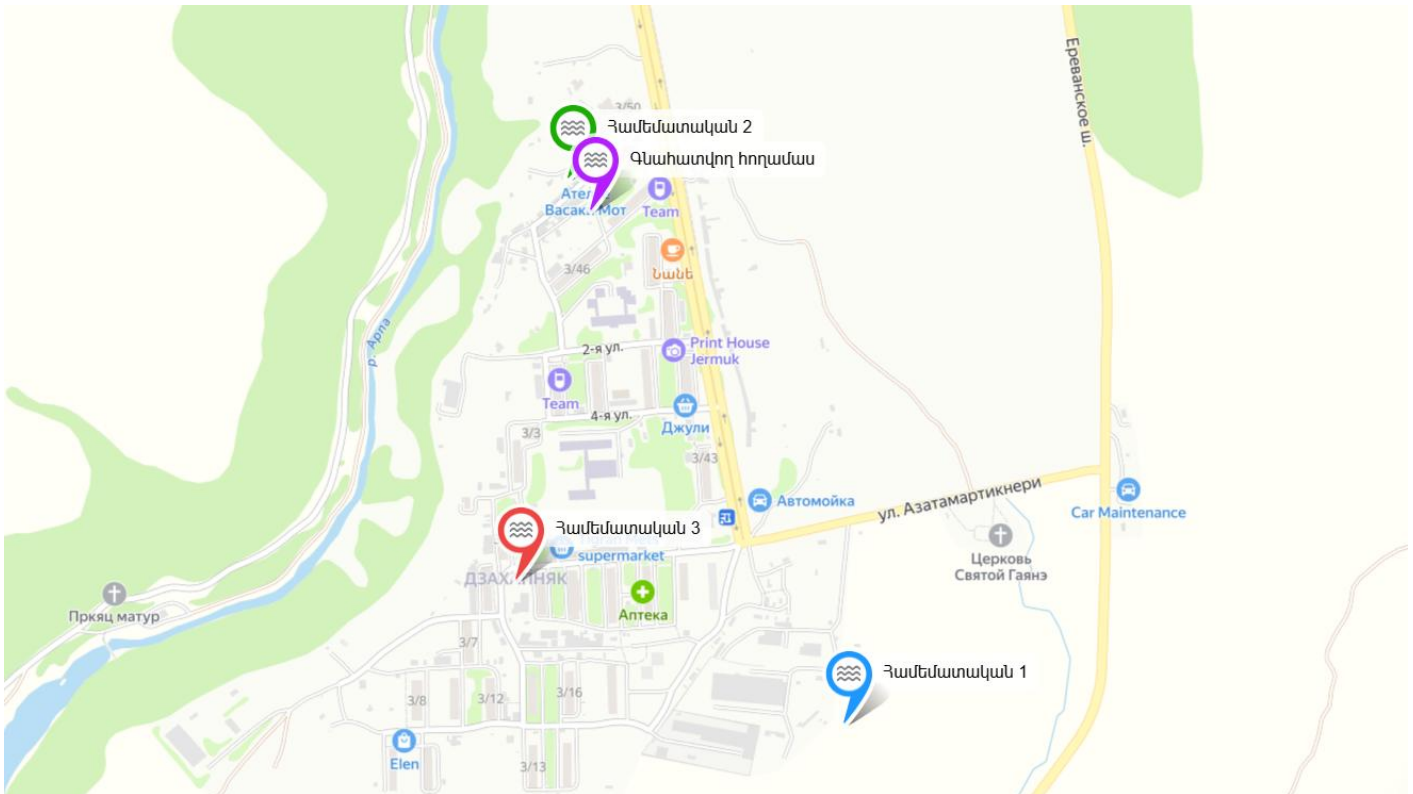 Ереванское ш.
3/50
Համեմատական 2
Գնահատվող հողամաս
Team
Васак
Мот
3/46
Նանե
р. Арпа
2-я ул.
Print House
Jermuk
Team
4-я ул.
Джули
3/3
3/43
Автомойка
ул. Азатамартикнери
Car Maintenance
Համեմատական 3
supermarket
Церковь
Святой Гаянэ
Пркяц матур
Аптека
3/7
Համեմատական 1
3/8
3/12
3/16
Elen
3/13